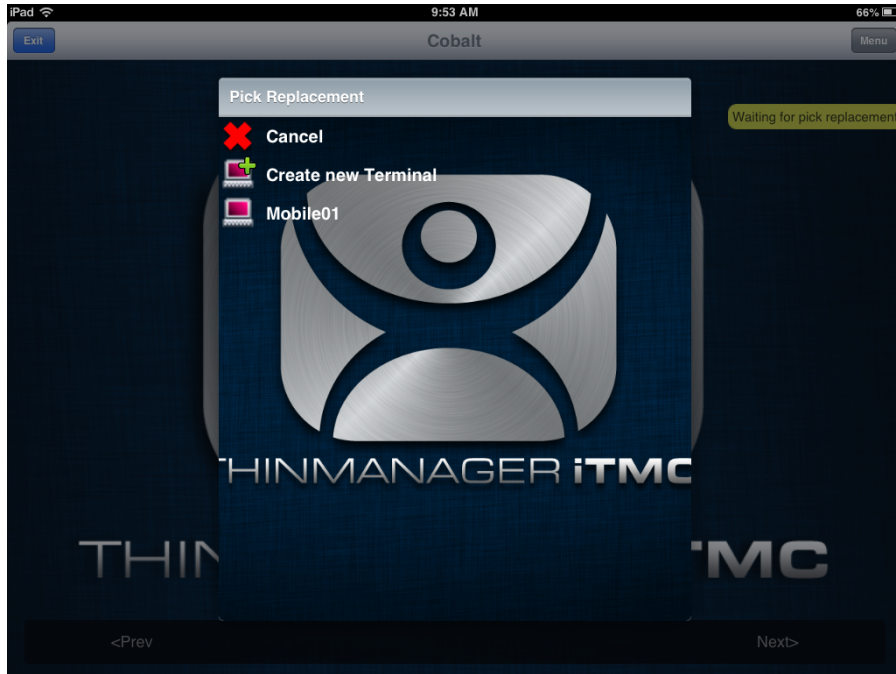 iPad 9:53 AM 66%
Exit Cobalt Menu
Pick Replacement
Waiting for pick replacement
Cancel
Create new Terminal
Mobile01
THINMANAGER iTMC
THIN TMC
<Prev Next>